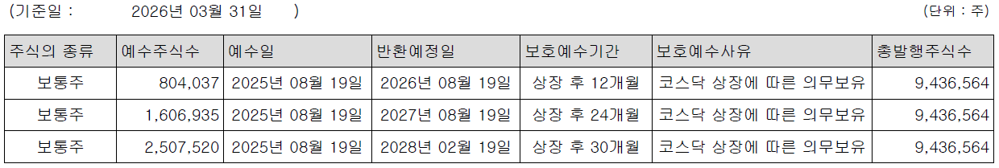 (기준일 : 2026년 03월 31일 ) (단위 : 주)
주식의 종류 예수주식수 예수일 반환예정일 보호예수기간 보호예수사유 총발행주식수
보통주 804,037 2025년 08월 19일 2026년 08월 19일 상장 후 12개월 코스닥 상장에 따른 의무보유 9,436,564
보통주 1,606,935 2025년 08월 19일 2027년 08월 19일 상장 후 24개월 코스닥 상장에 따른 의무보유 9,436,564
보통주 2,507,520 2025년 08월 19일 2028년 02월 19일 상장 후 30개월 코스닥 상장에 따른 의무보유 9,436,564